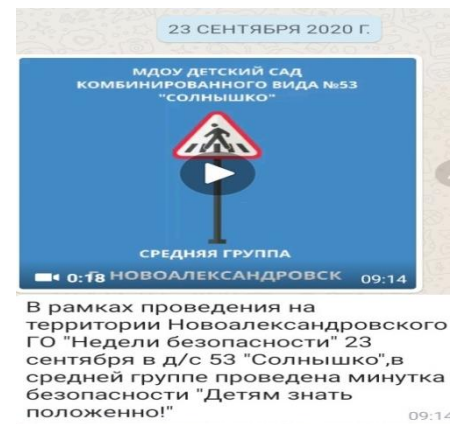 23 СЕНТЯБРЯ 2020 Г.
МДОУ ДЕТСКИЙ САД
КОМБИНИРОВАННОГО ВИДА №53
"СОЛНЫШКО"
СРЕДНЯЯ ГРУППА
Г. НОВОАЛЕКСАНДРОВСК
0:18
09:14
В рамках проведения на
территории Новоалександровского
ГО "Недели безопасности" 23
сентября в д/с 53 "Солнышко",в
средней группе проведена минутка
безопасности "Детям знать
положенно!"
09:14